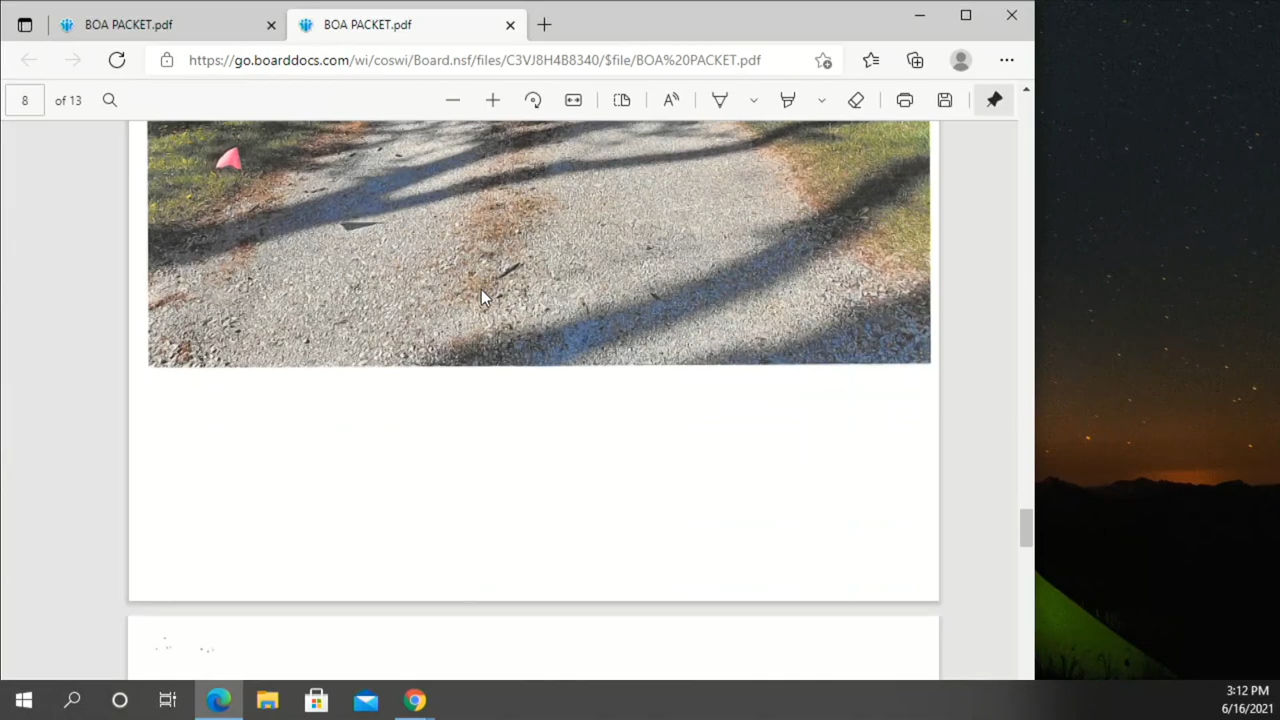 BOA PACKET.pdf
BOA PACKET.pdf
https://go.boarddocs.com/wi/coswi/Board.nsf/files/C3VJ8H4B8340/$file/BOA%20PACKET.pdf
8 of 13
3:12 PM
6/16/2021